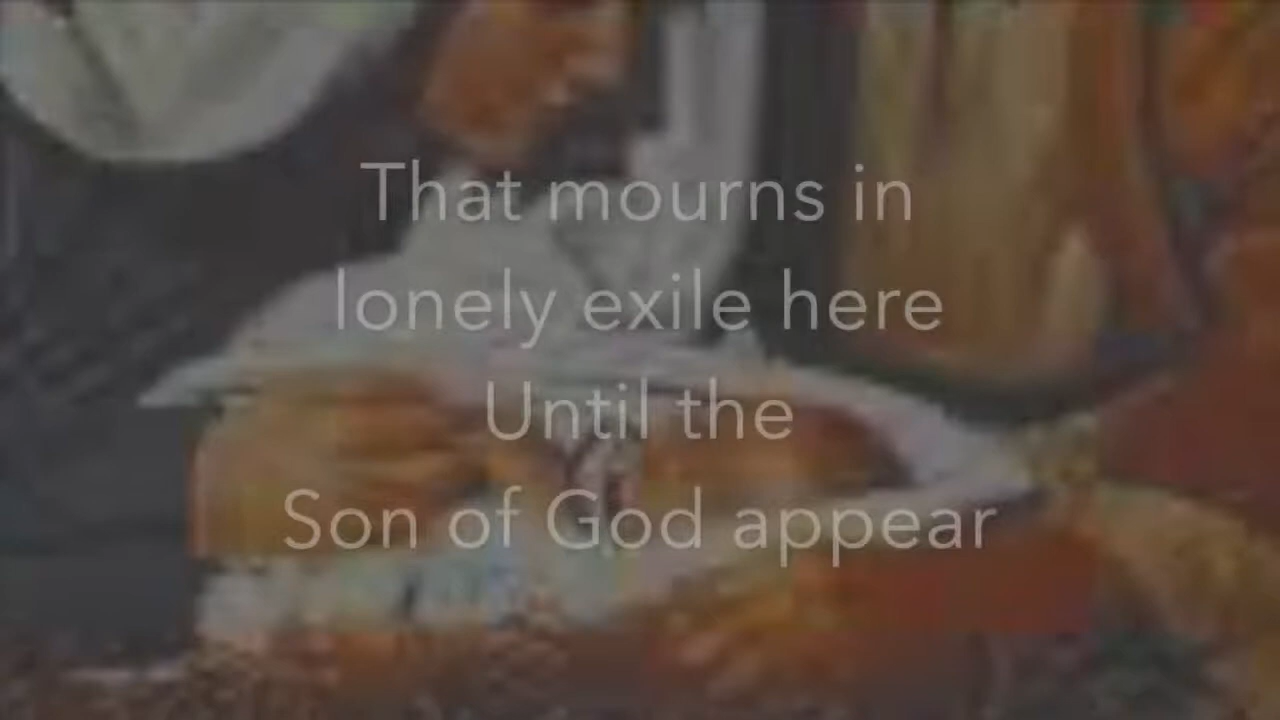 That mourns in
lonely exile here
Until the
Son of God appear